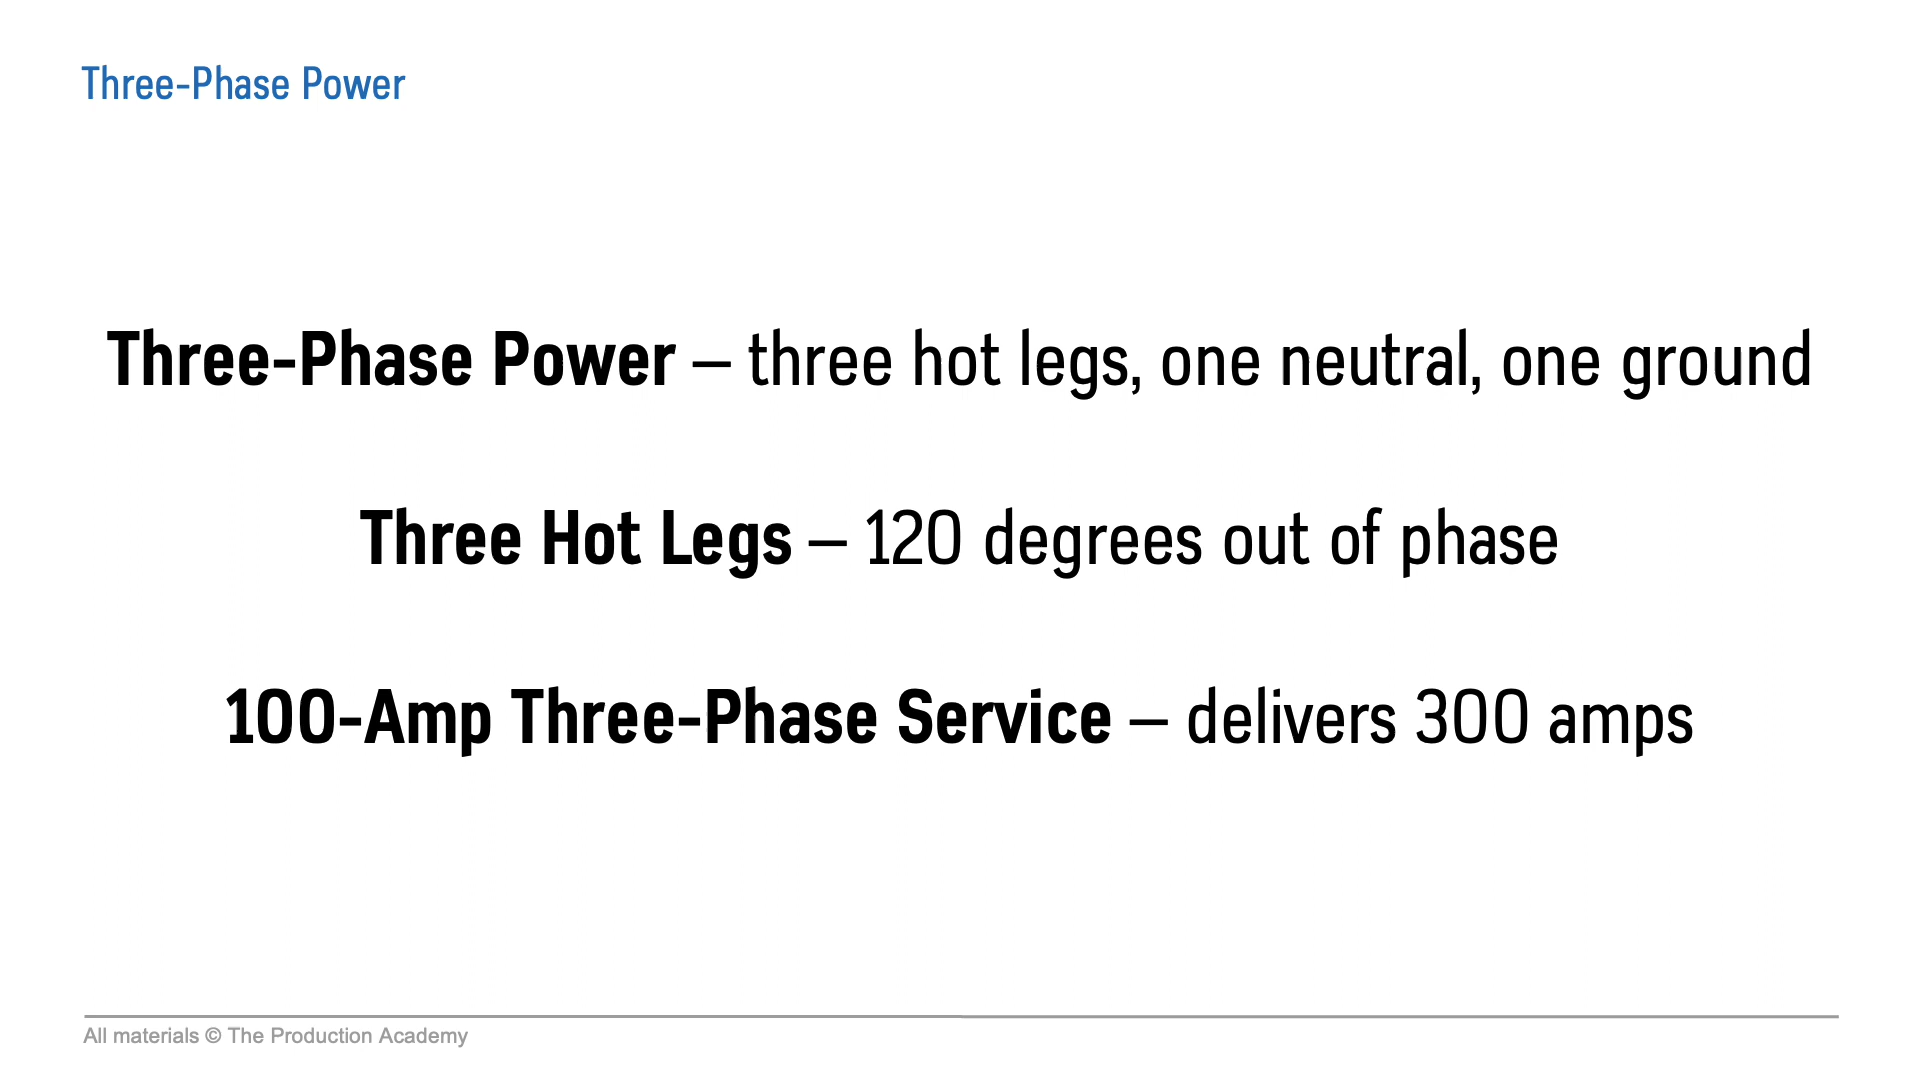 Three-Phase Power
Three-Phase Power – three hot legs, one neutral, one ground
Three Hot Legs – 120 degrees out of phase
100-Amp Three-Phase Service – delivers 300 amps
All materials © The Production Academy